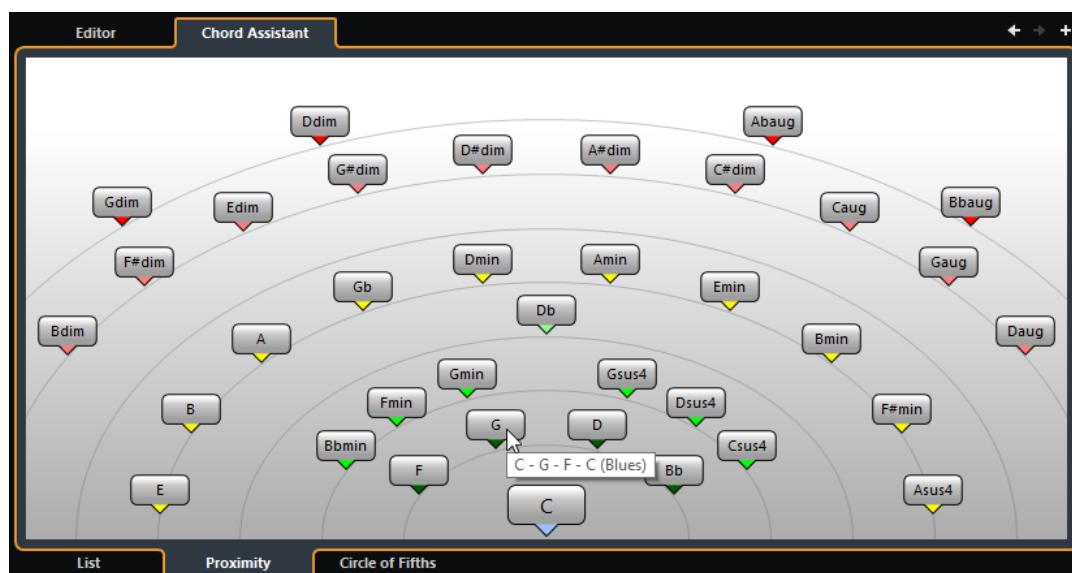 Editor
Chord Assistant
Ddim
Abaug
D#dim
A#dim
G#dim
C#dim
Gdim
Edim
Caug
Bbaug
F#dim
Dmin
Amin
Gaug
Gb
Emin
Db
Bdim
A
Bmin
Daug
Gmin
Gsus4
Fmin
Dsus4
B
F#min
G
D
Bbmin
Csus4
C - G - F - C (Blues)
F
Bb
E
Asus4
C
List
Proximity
Circle of Fifths